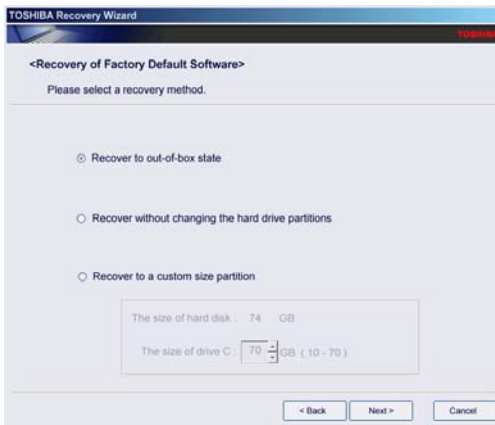 TOSHIBA Recovery Wizard
TOSHIBA
<Recovery of Factory Default Software>
Please select a recovery method.
Recover to out-of-box state
Recover without changing the hard drive partitions
Recover to a custom size partition
The size of hard disk : 74 GB
The size of drive C : 70 GB ( 10 - 70 )
< Back Next > Cancel